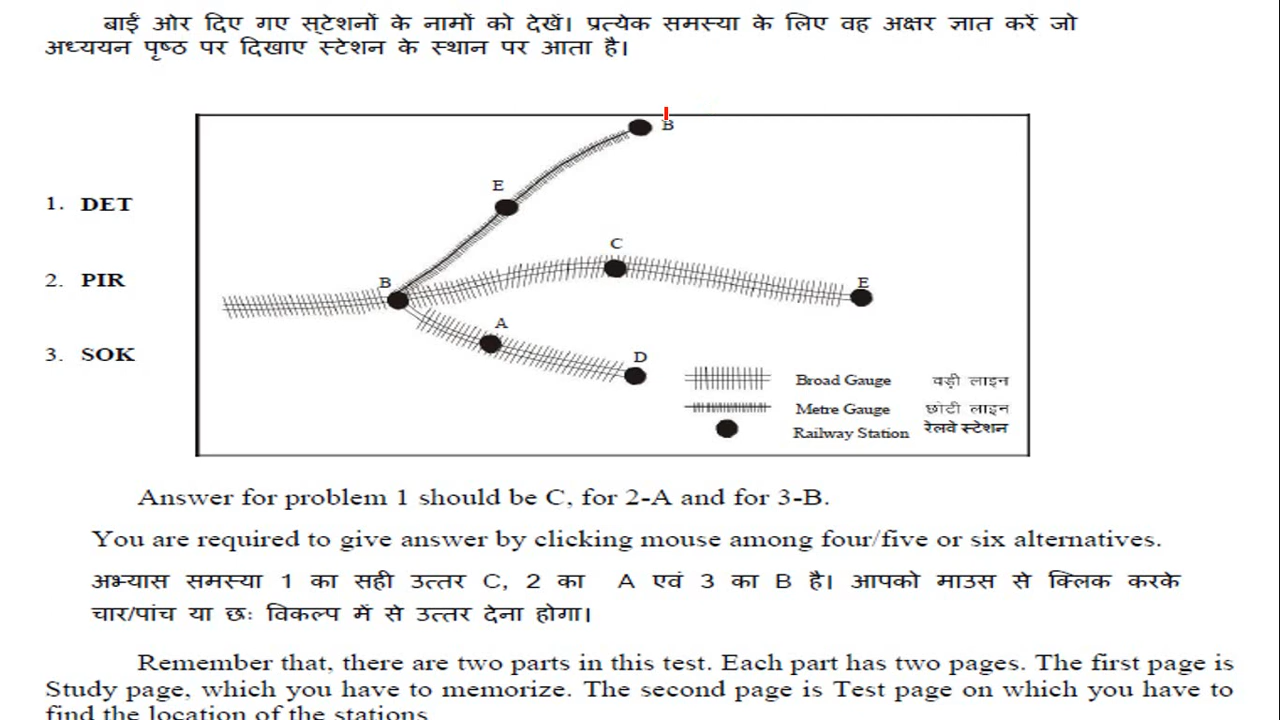 बाईं ओर दिए गए स्टेशनों के नामों को देखें। प्रत्येक समस्या के लिए वह अक्षर ज्ञात करें जो
अध्ययन पृष्ठ पर दिखाए स्टेशन के स्थान पर आता है।
B
E
1. DET
C
2. PIR
B
E
A
3. SOK
D
Broad Gauge वड़ी लाइन
Metre Gauge छोटी लाइन
Railway Station रेलवे स्टेशन
Answer for problem 1 should be C, for 2-A and for 3-B.
You are required to give answer by clicking mouse among four/five or six alternatives.
अभ्यास समस्या 1 का सही उत्तर C, 2 का A एवं 3 का B है। आपको माउस से क्लिक करके
चार/पांच या छः विकल्प में से उत्तर देना होगा।
Remember that, there are two parts in this test. Each part has two pages. The first page is
Study page, which you have to memorize. The second page is Test page on which you have to
find the location of the stations